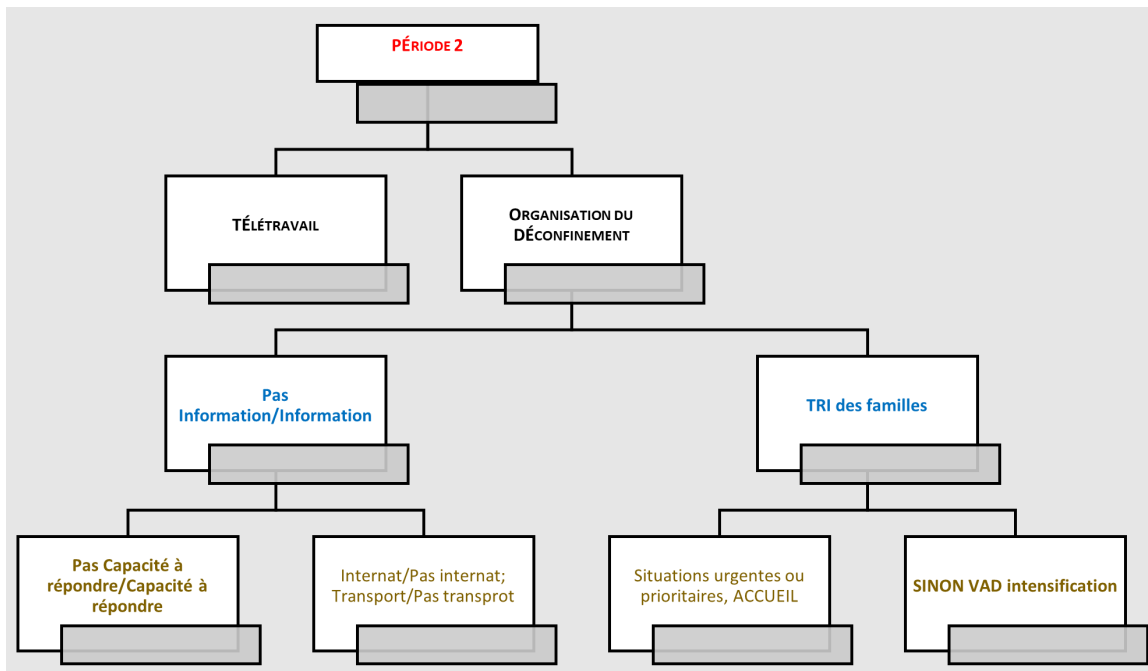 PÉRIODE 2
TÉLÉTRAVAIL
ORGANISATION DU
DÉCONFINEMENT
Pas
Information/Information
TRI des familles
Pas Capacité à
répondre/Capacité à
répondre
Internat/Pas internat;
Transport/Pas transprot
Situations urgentes ou
prioritaires, ACCUEIL
SINON VAD intensification